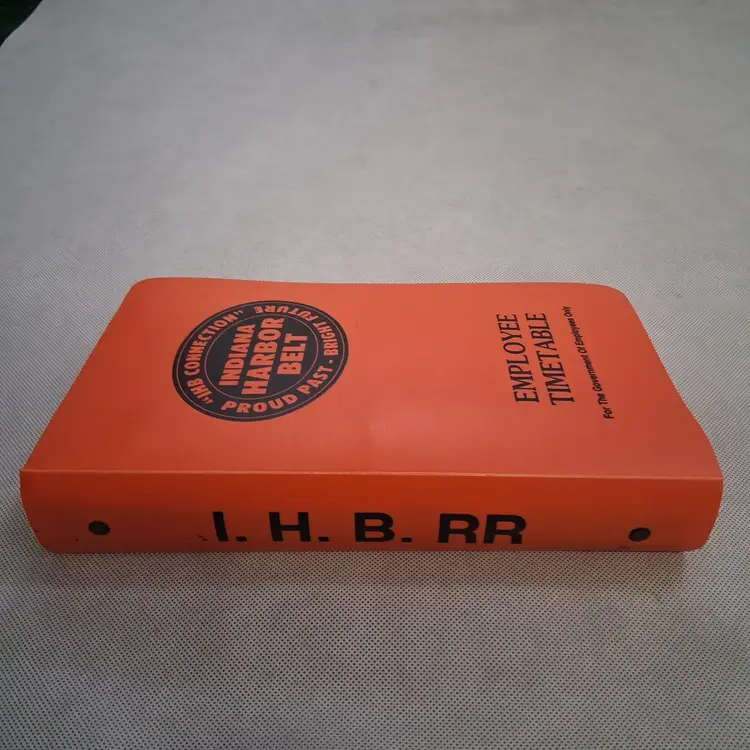 "IHB CONNECTION"
INDIANA
HARBOR
BELT
PROUD PAST - BRIGHT FUTURE
EMPLOYEE
TIMETABLE
For The Government Of Employees Only
I. H. B. RR